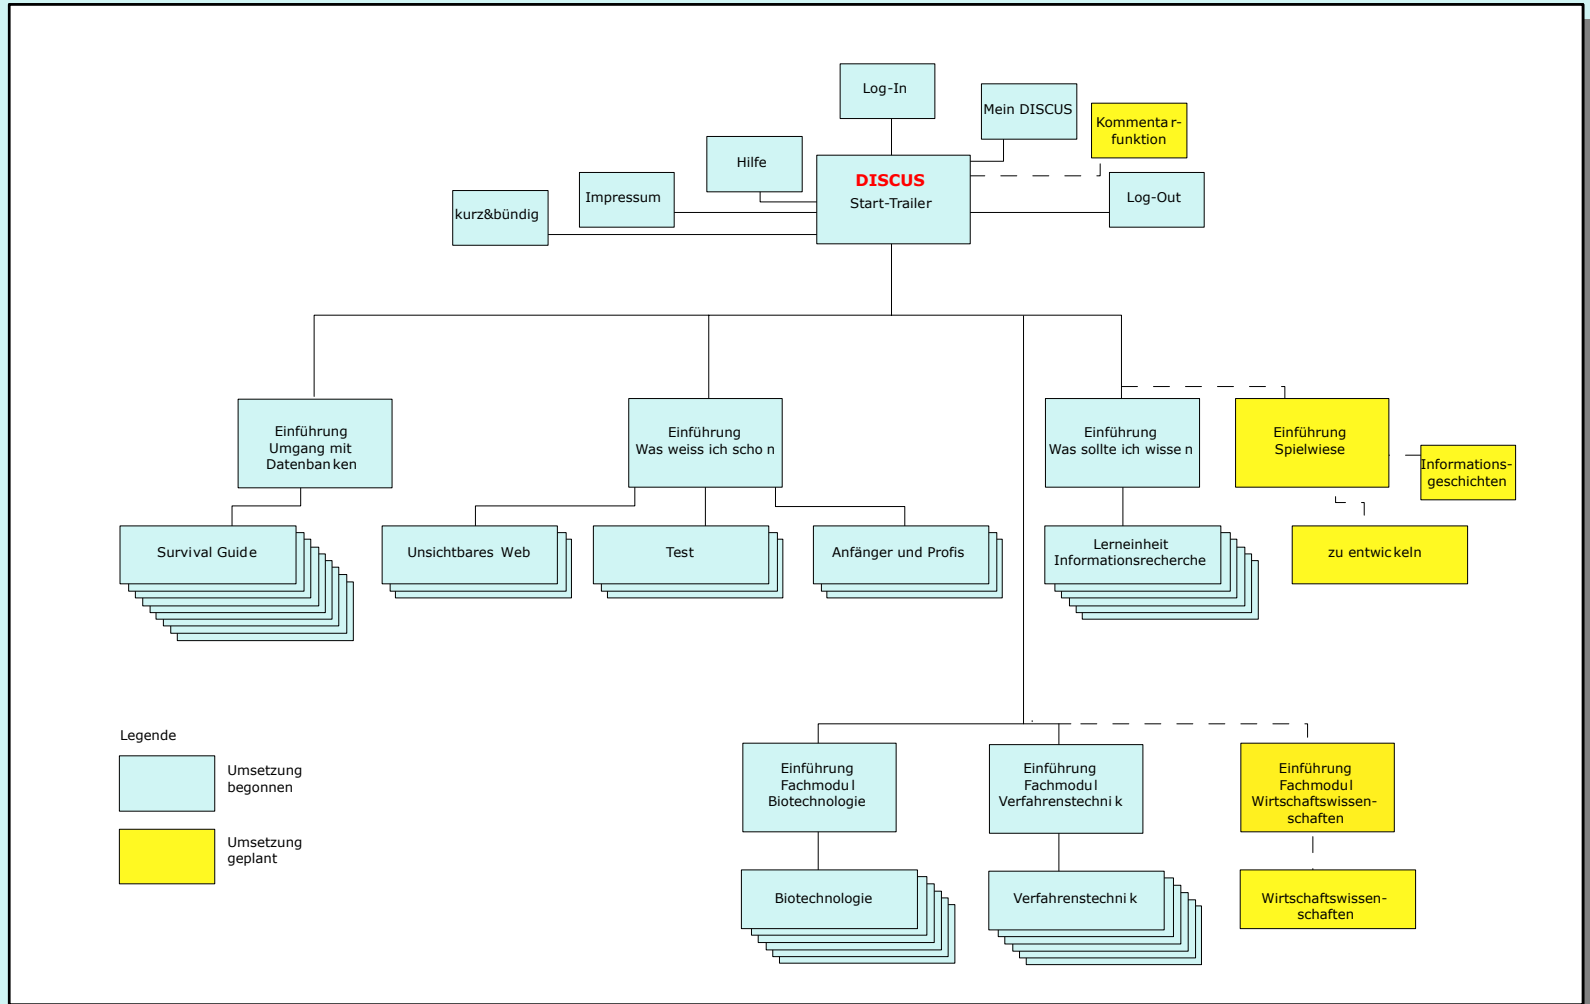 Log-In
Mein DISCUS
Kommentar-
funktion
Hilfe
DISCUS
Start-Trailer
Impressum
Log-Out
kurz&bündig
Einführung
Umgang mit
Datenbanken
Einführung
Was weiss ich schon
Einführung
Was sollte ich wissen
Einführung
Spielwiese
Informations-
geschichten
Survival Guide
Unsichtbares Web
Test
Anfänger und Profis
Lerneinheit
Informationsrecherche
zu entwickeln
Legende
Umsetzung
begonnen
Umsetzung
geplant
Einführung
Fachmodul
Biotechnologie
Einführung
Fachmodul
Verfahrenstechnik
Einführung
Fachmodul
Wirtschaftswissen-
schaften
Biotechnologie
Verfahrenstechnik
Wirtschaftswissen-
schaften